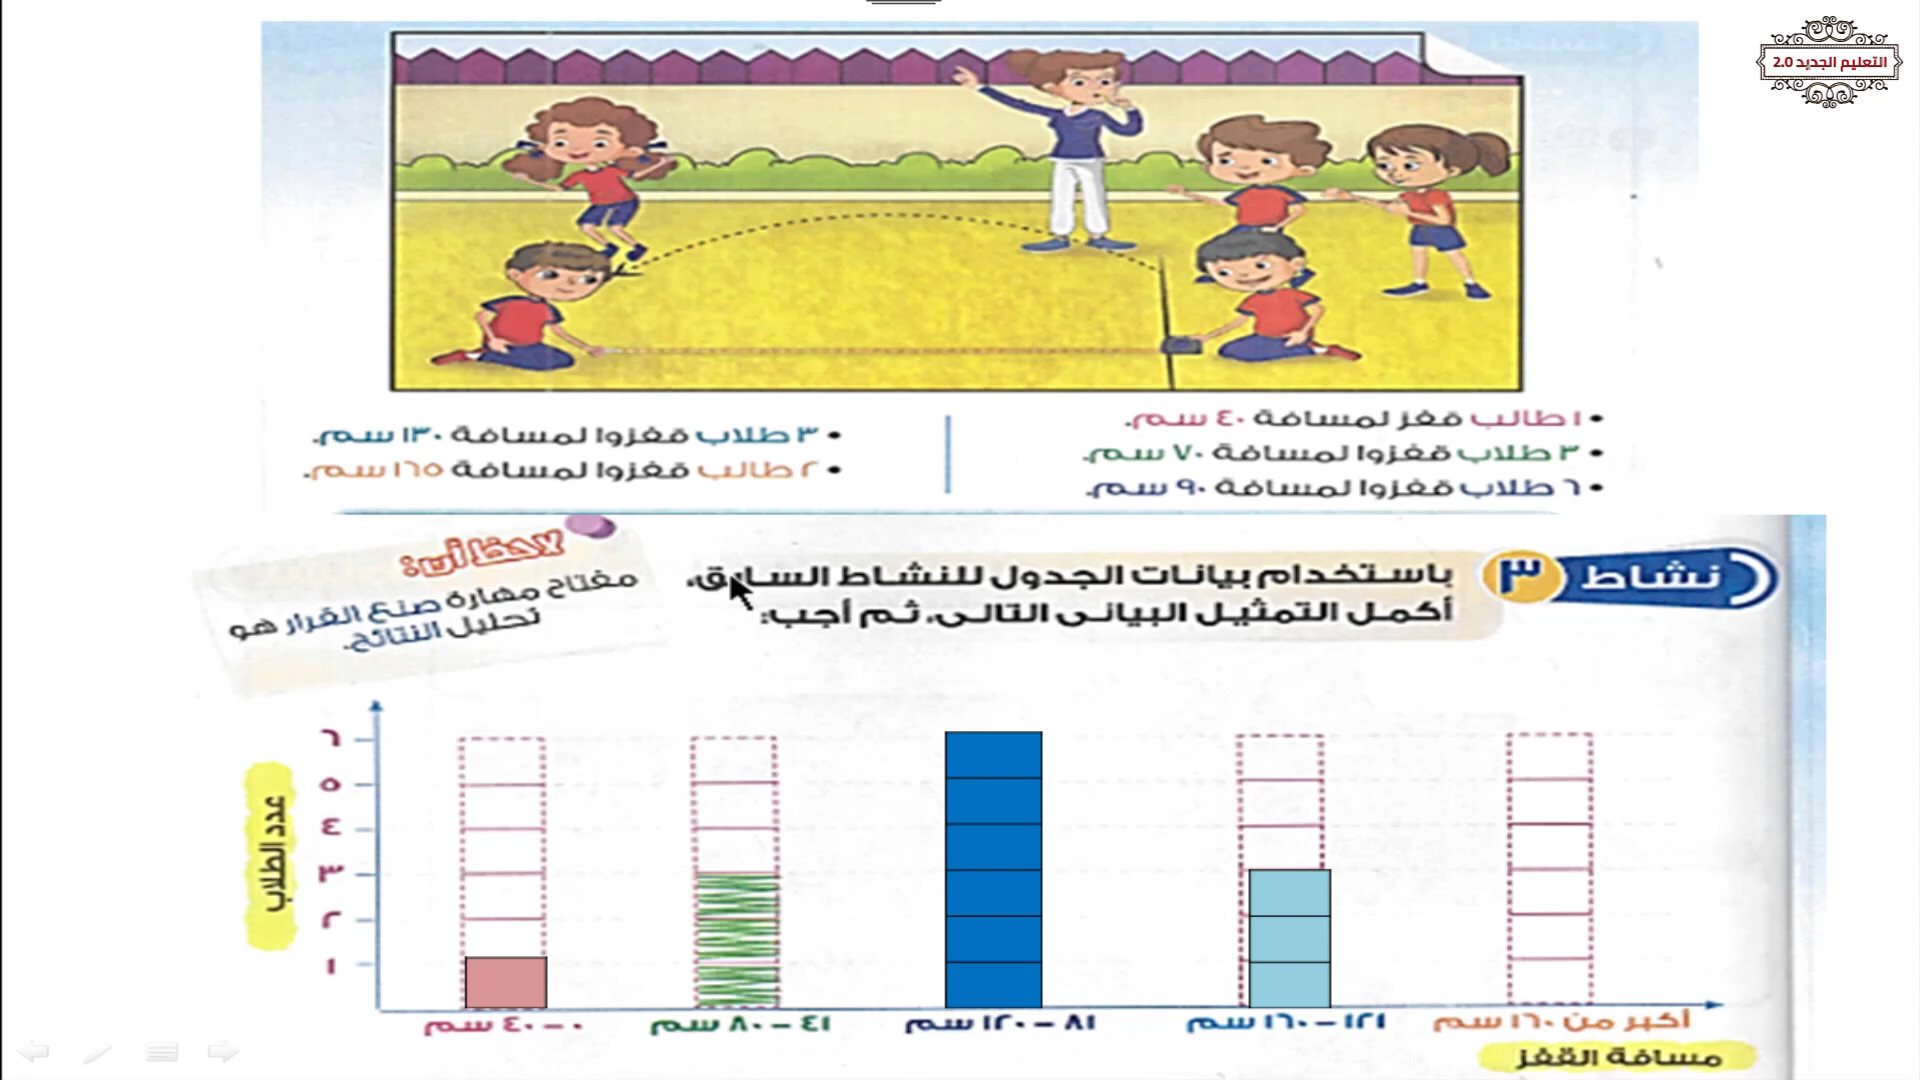 التعليم الجديد 2.0
• ١ طالب قفز لمسافة ٤٠ سم.
• ٣ طلاب قفزوا لمسافة ٧٠ سم.
• ٦ طلاب قفزوا لمسافة ٩٠ سم.
• ٣ طلاب قفزوا لمسافة ١٣٠ سم.
• ٢ طالب قفزوا لمسافة ١٦٥ سم.
نشاط ٣
باستخدام بيانات الجدول للنشاط السابق،
أكمل التمثيل البيانى التالى، ثم أجب:
لاحظ أن:
مفتاح مهارة صنع القرار هو
تحليل النتائج.
عدد الطلاب
٦
٥
٤
٣
٢
١
٠ – ٤٠ سم
٤١ – ٨٠ سم
٨١ – ١٢٠ سم
١٢١ – ١٦٠ سم
أكبر من ١٦٠ سم
مسافة القفز